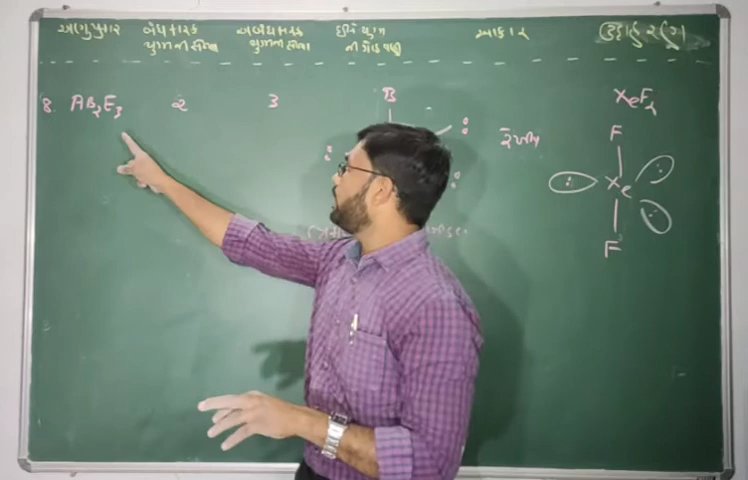 અણુપ્રકાર
બંધકારક
યુગ્મની સંખ્યા
અબંધકારક
યુગ્મની સંખ્યા
ઈલે. યુગ્મ
ની ગોઠવણી
આકાર
ઉદાહરણ
8. AB₂E₃ 2 3
B
રેખીય
XeF₂
F
Xe
F